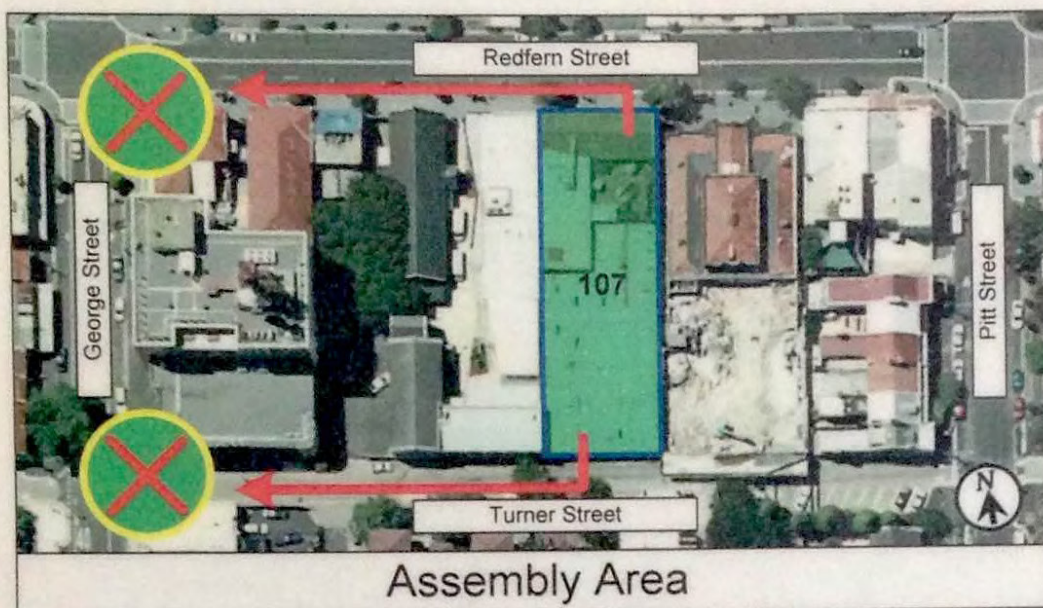 Redfern Street
George Street
107
Pitt Street
Turner Street
N
Assembly Area